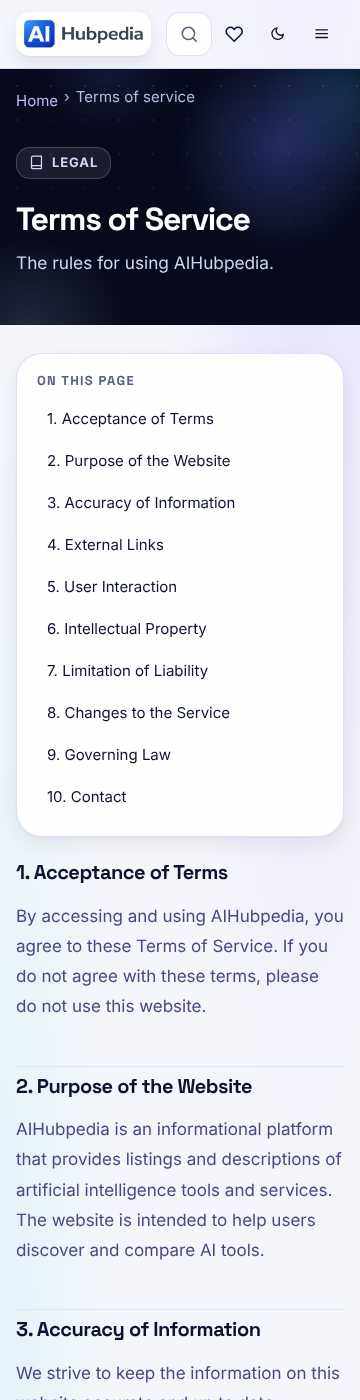 AI Hubpedia
Home › Terms of service
LEGAL
Terms of Service
The rules for using AIHubpedia.
ON THIS PAGE
1. Acceptance of Terms
2. Purpose of the Website
3. Accuracy of Information
4. External Links
5. User Interaction
6. Intellectual Property
7. Limitation of Liability
8. Changes to the Service
9. Governing Law
10. Contact
1. Acceptance of Terms
By accessing and using AIHubpedia, you
agree to these Terms of Service. If you
do not agree with these terms, please
do not use this website.
2. Purpose of the Website
AIHubpedia is an informational platform
that provides listings and descriptions of
artificial intelligence tools and services.
The website is intended to help users
discover and compare AI tools.
3. Accuracy of Information
We strive to keep the information on this